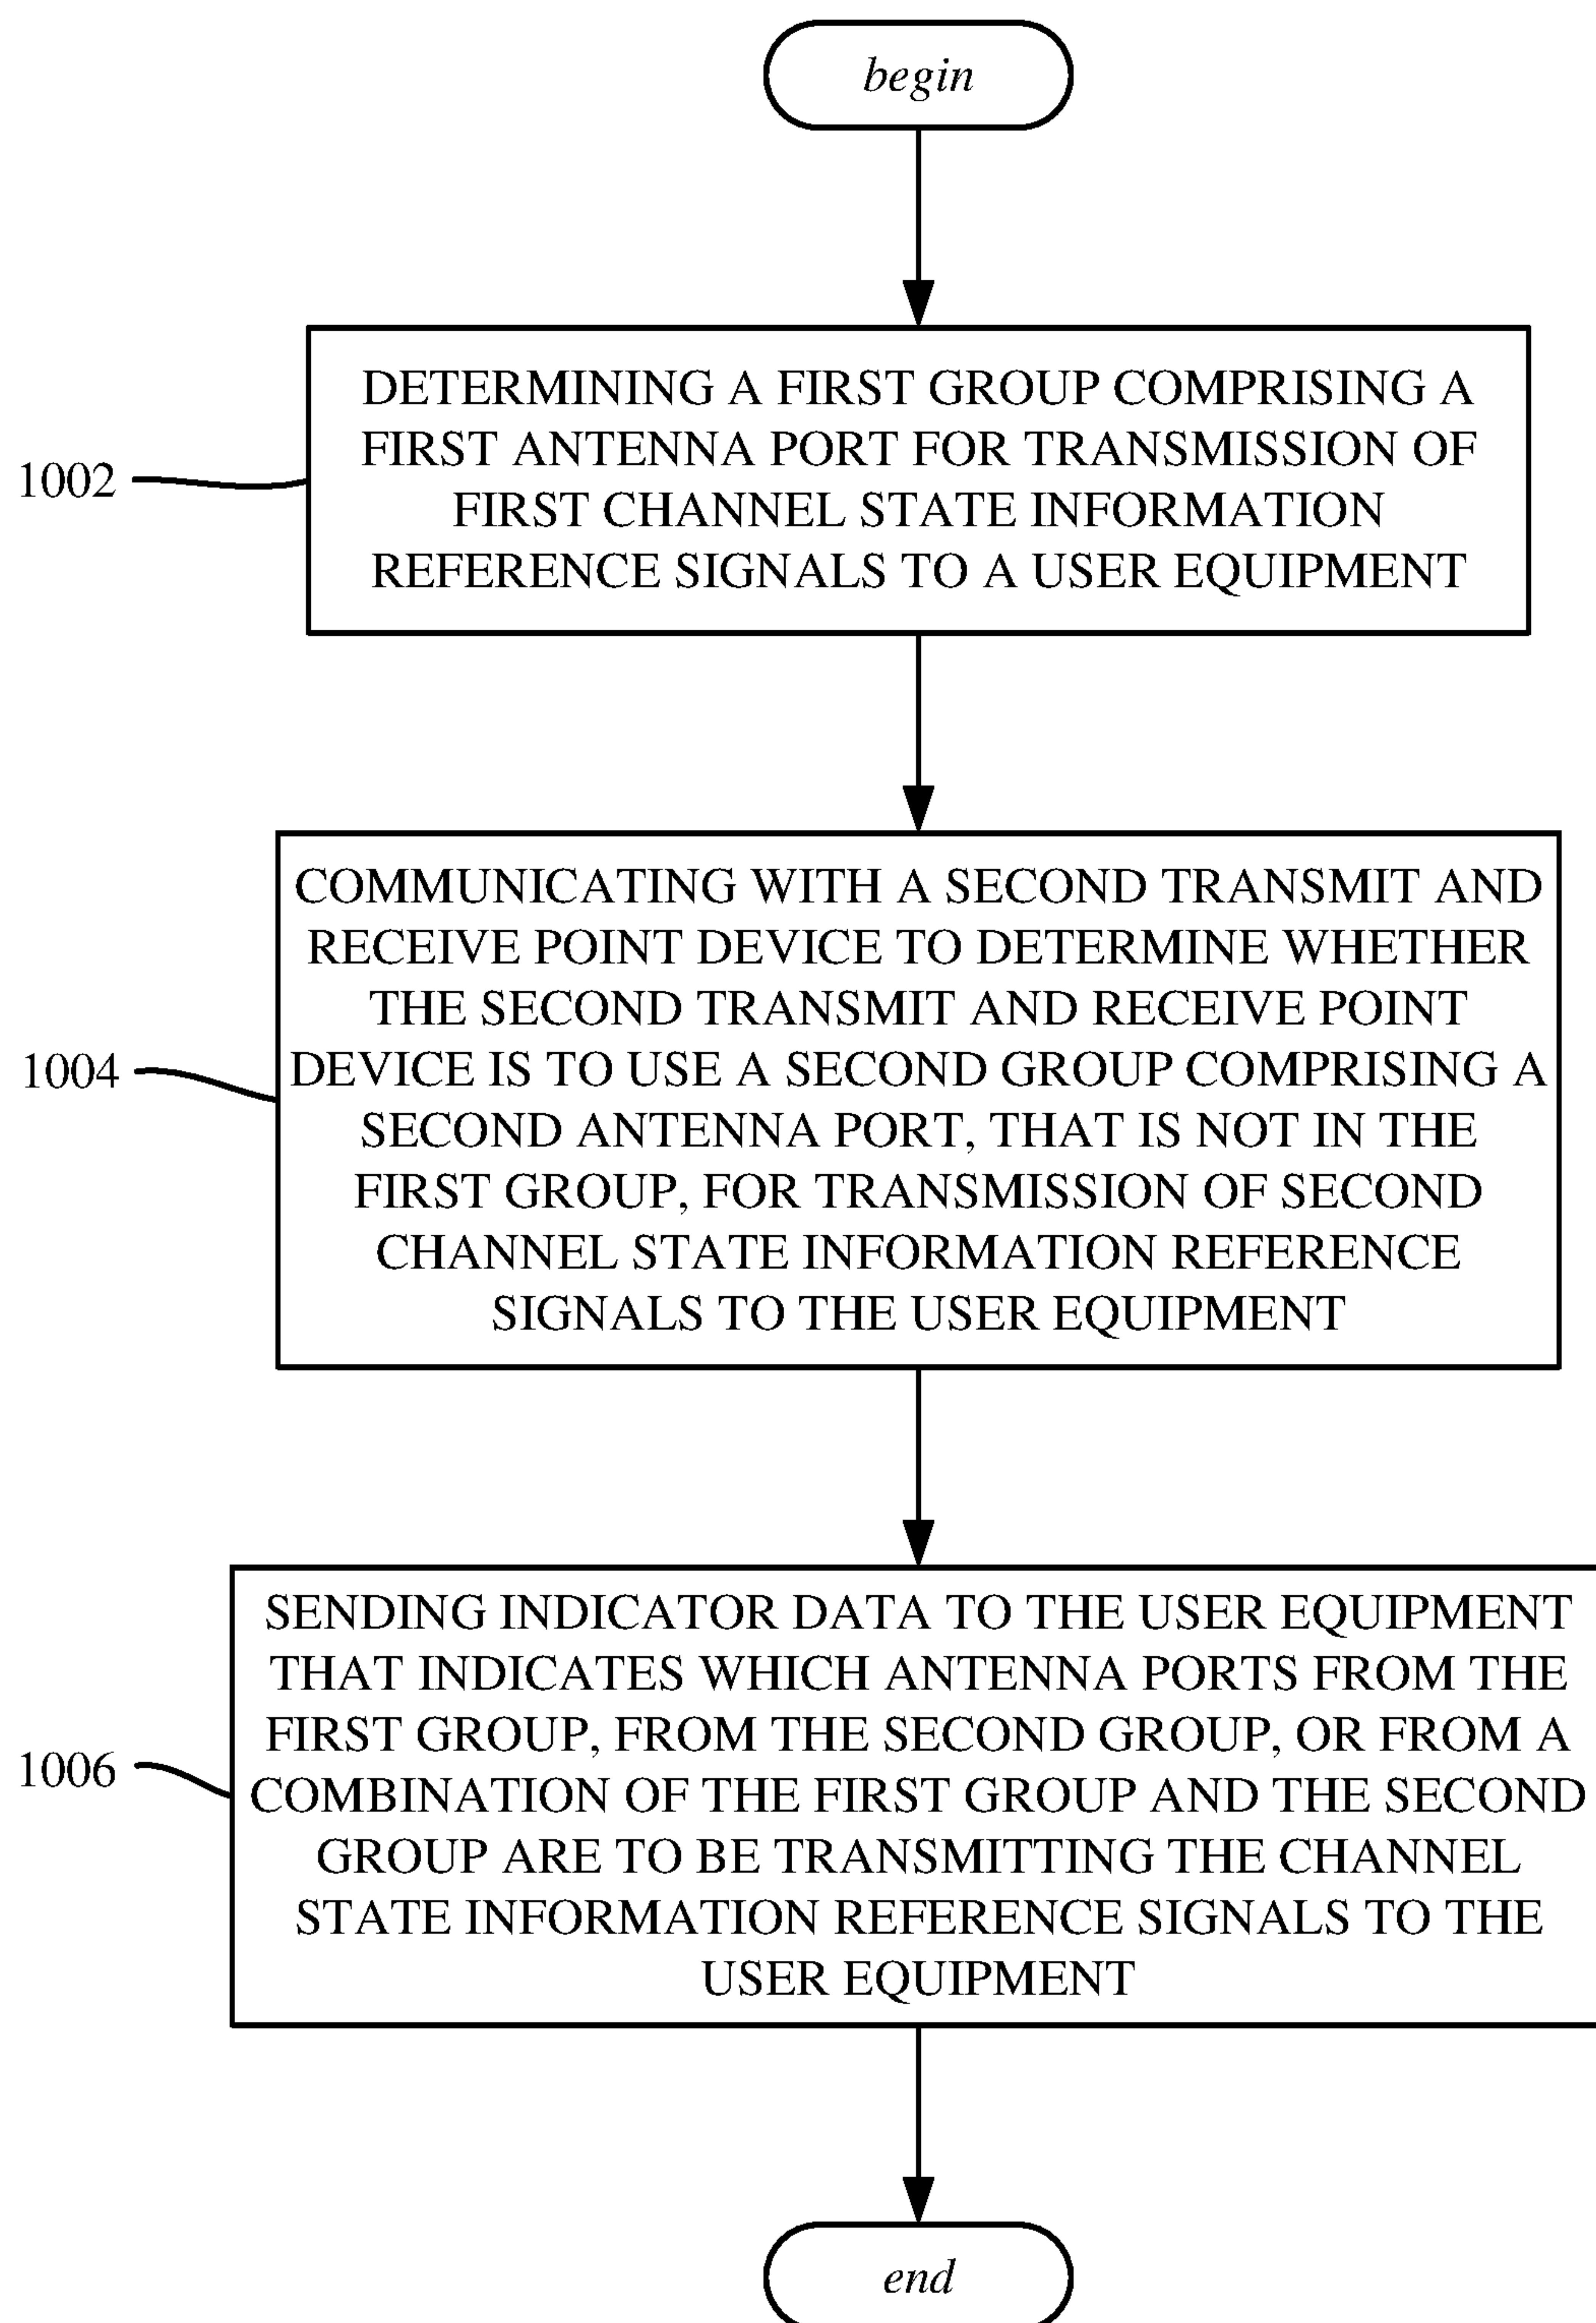 begin
DETERMINING A FIRST GROUP COMPRISING A
FIRST ANTENNA PORT FOR TRANSMISSION OF
FIRST CHANNEL STATE INFORMATION
REFERENCE SIGNALS TO A USER EQUIPMENT
1002
COMMUNICATING WITH A SECOND TRANSMIT AND
RECEIVE POINT DEVICE TO DETERMINE WHETHER
THE SECOND TRANSMIT AND RECEIVE POINT
DEVICE IS TO USE A SECOND GROUP COMPRISING A
SECOND ANTENNA PORT, THAT IS NOT IN THE
FIRST GROUP, FOR TRANSMISSION OF SECOND
CHANNEL STATE INFORMATION REFERENCE
SIGNALS TO THE USER EQUIPMENT
1004
SENDING INDICATOR DATA TO THE USER EQUIPMENT
THAT INDICATES WHICH ANTENNA PORTS FROM THE
FIRST GROUP, FROM THE SECOND GROUP, OR FROM A
COMBINATION OF THE FIRST GROUP AND THE SECOND
GROUP ARE TO BE TRANSMITTING THE CHANNEL
STATE INFORMATION REFERENCE SIGNALS TO THE
USER EQUIPMENT
1006
end